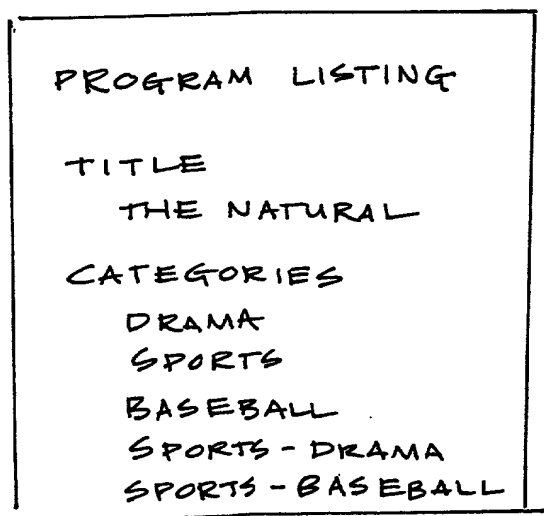 PROGRAM LISTING
TITLE
THE NATURAL
CATEGORIES
DRAMA
SPORTS
BASEBALL
SPORTS - DRAMA
SPORTS - BASEBALL